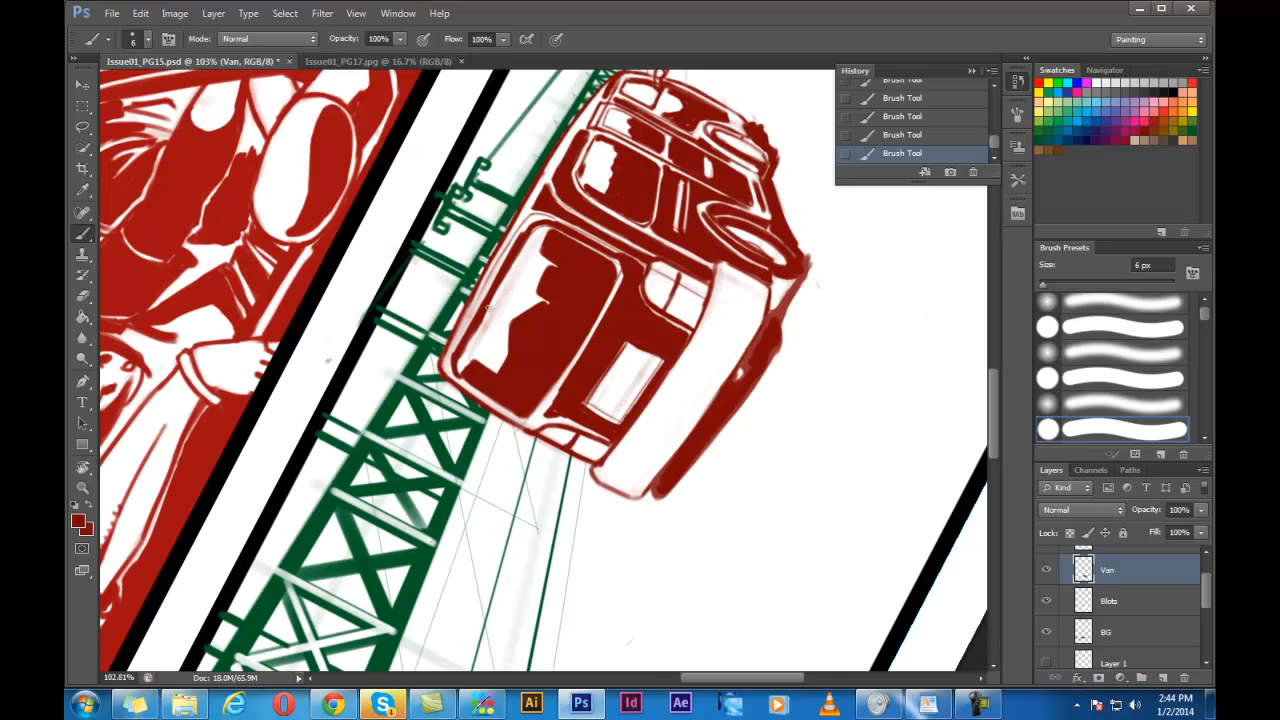 Ps File Edit Image Layer Type Select Filter View Window Help
6 Mode: Normal Opacity: 100% Flow: 100% Painting
Issue01_PG15.psd @ 103% (Van, RGB/8) * × Issue01_PG17.jpg @ 16.7% (RGB/8) ×
History
Brush Tool
Brush Tool
Brush Tool
Brush Tool
Brush Tool
Swatches Navigator
Mb
Brush Presets
Size: 6 px
Layers Channels Paths
Kind
Normal Opacity: 100%
Lock: Fill: 100%
Van
Blots
BG
Layer 1
102.81% Doc: 18.0M/65.9M
Ai Ps Id Ae
2:44 PM
1/2/2014